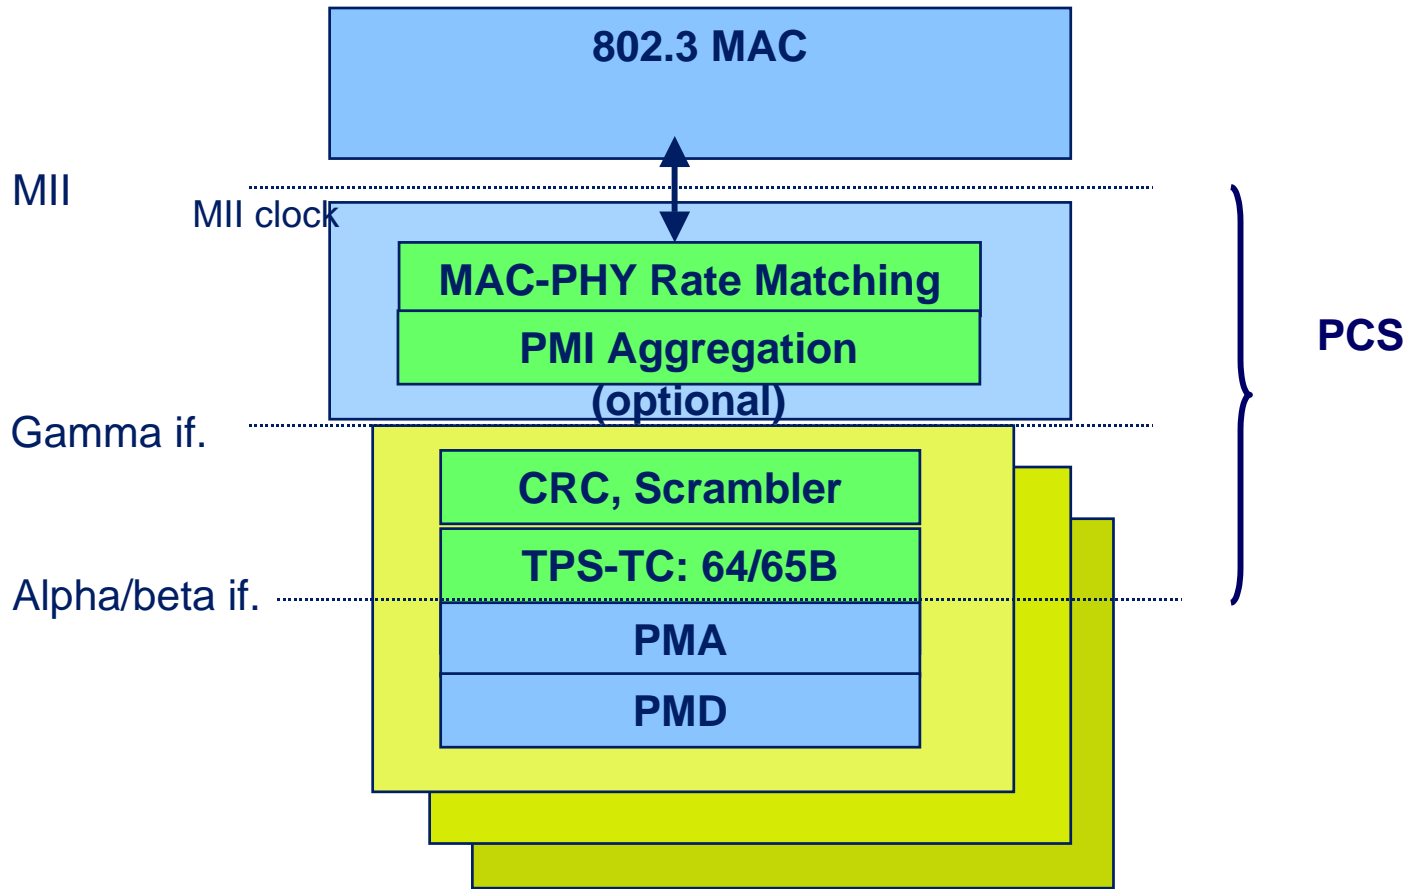 802.3 MAC
MII
MII clock
MAC-PHY Rate Matching
PMI Aggregation
(optional)
PCS
Gamma if.
CRC, Scrambler
TPS-TC: 64/65B
Alpha/beta if.
PMA
PMD